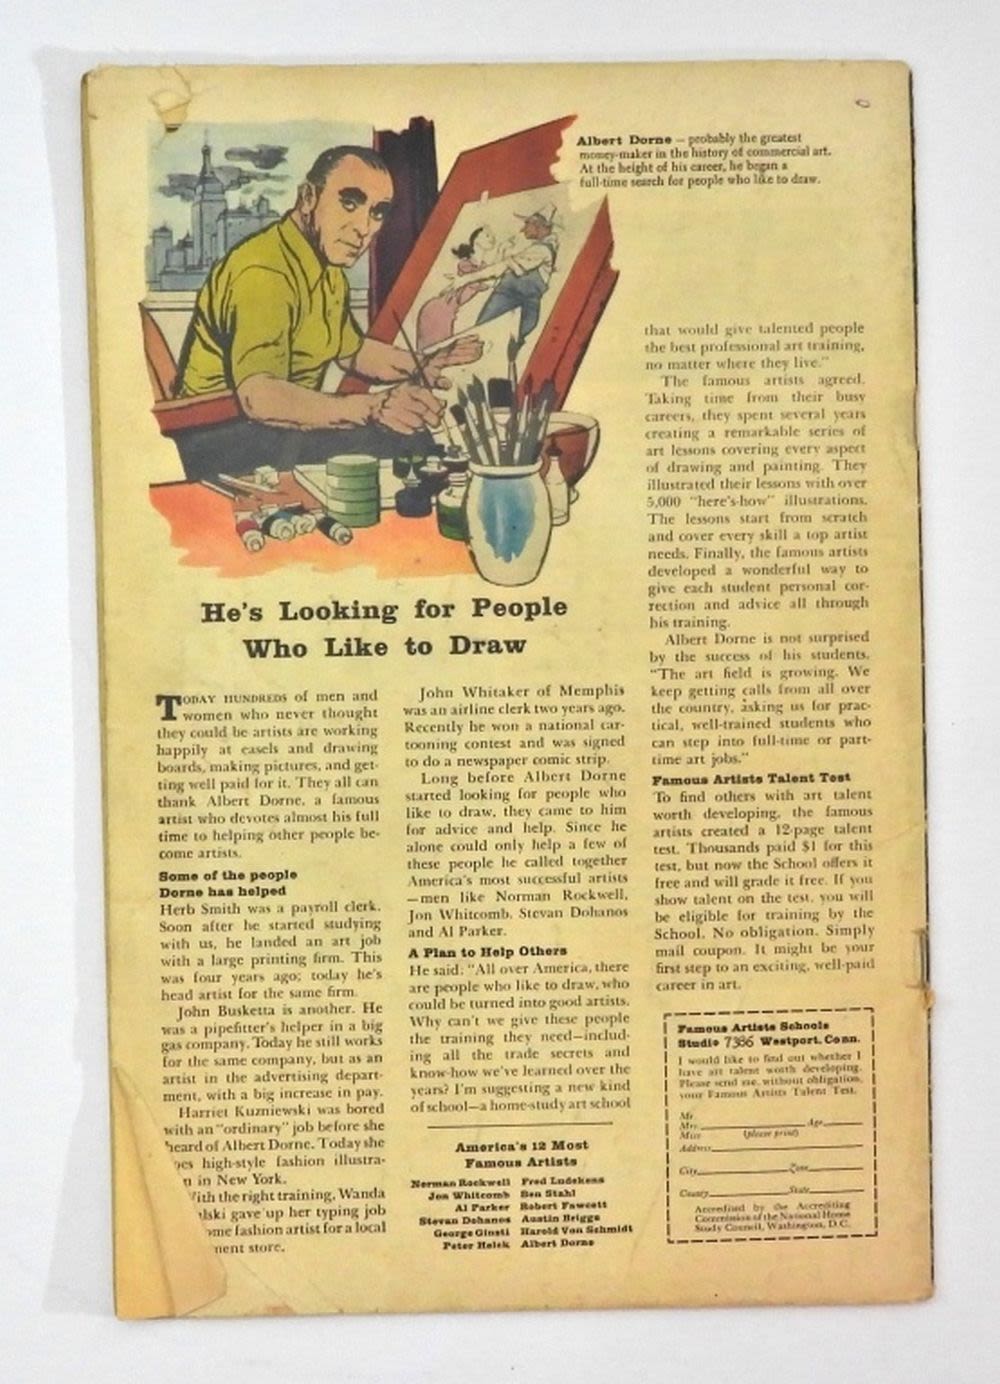 Albert Dorne — probably the greatest
money-maker in the history of commercial art.
At the height of his career, he began a
full-time search for people who like to draw.
He's Looking for People
Who Like to Draw
TODAY HUNDREDS of men and
women who never thought
they could be artists are working
happily at easels and drawing
boards, making pictures, and get-
ting well paid for it. They all can
thank Albert Dorne, a famous
artist who devotes almost his full
time to helping other people be-
come artists.
Some of the people
Dorne has helped
Herb Smith was a payroll clerk.
Soon after he started studying
with us, he landed an art job
with a large printing firm. This
was four years ago; today he's
head artist for the same firm.
John Busketta is another. He
was a pipefitter's helper in a big
gas company. Today he still works
for the same company, but as an
artist in the advertising depart-
ment, with a big increase in pay.
Harriet Kuzniewski was bored
with an "ordinary" job before she
heard of Albert Dorne. Today she
high-style fashion illustra-
in New York.
With the right training, Wanda
gave up her typing job
fashion artist for a local
store.
John Whitaker of Memphis
was an airline clerk two years ago.
Recently he won a national car-
tooning contest and was signed
to do a newspaper comic strip.
Long before Albert Dorne
started looking for people who
like to draw, they came to him
for advice and help. Since he
alone could only help a few of
these people he called together
America's most successful artists
—men like Norman Rockwell,
Jon Whitcomb, Stevan Dohanos
and Al Parker.
A Plan to Help Others
He said: "All over America, there
are people who like to draw, who
could be turned into good artists.
Why can't we give these people
the training they need—includ-
ing all the trade secrets and
know-how we've learned over the
years? I'm suggesting a new kind
of school—a home-study art school
America's 12 Most
Famous Artists
Norman Rockwell Fred Ludekens
Jon Whitcomb Ben Stahl
Al Parker Robert Fawcett
Stevan Dohanos Austin Briggs
George Giusti Harold Von Schmidt
Peter Helck Albert Dorne
that would give talented people
the best professional art training,
no matter where they live."
The famous artists agreed.
Taking time from their busy
careers, they spent several years
creating a remarkable series of
art lessons covering every aspect
of drawing and painting. They
illustrated their lessons with over
5,000 "here's-how" illustrations.
The lessons start from scratch
and cover every skill a top artist
needs. Finally, the famous artists
developed a wonderful way to
give each student personal cor-
rection and advice all through
his training.
Albert Dorne is not surprised
by the success of his students.
"The art field is growing. We
keep getting calls from all over
the country, asking us for prac-
tical, well-trained students who
can step into full-time or part-
time art jobs."
Famous Artists Talent Test
To find others with art talent
worth developing, the famous
artists created a 12-page talent
test. Thousands paid $1 for this
test, but now the School offers it
free and will grade it free. If you
show talent on the test, you will
be eligible for training by the
School. No obligation. Simply
mail coupon. It might be your
first step to an exciting, well-paid
career in art.
Famous Artists Schools
Studio 7386 Westport, Conn.
I would like to find out whether I
have art talent worth developing.
Please send me, without obligation,
your Famous Artists Talent Test.
Mr.
Mrs. Age
Miss (please print)
Address
City Zone
County State
Accredited by the Accrediting
Commission of the National Home
Study Council, Washington, D.C.